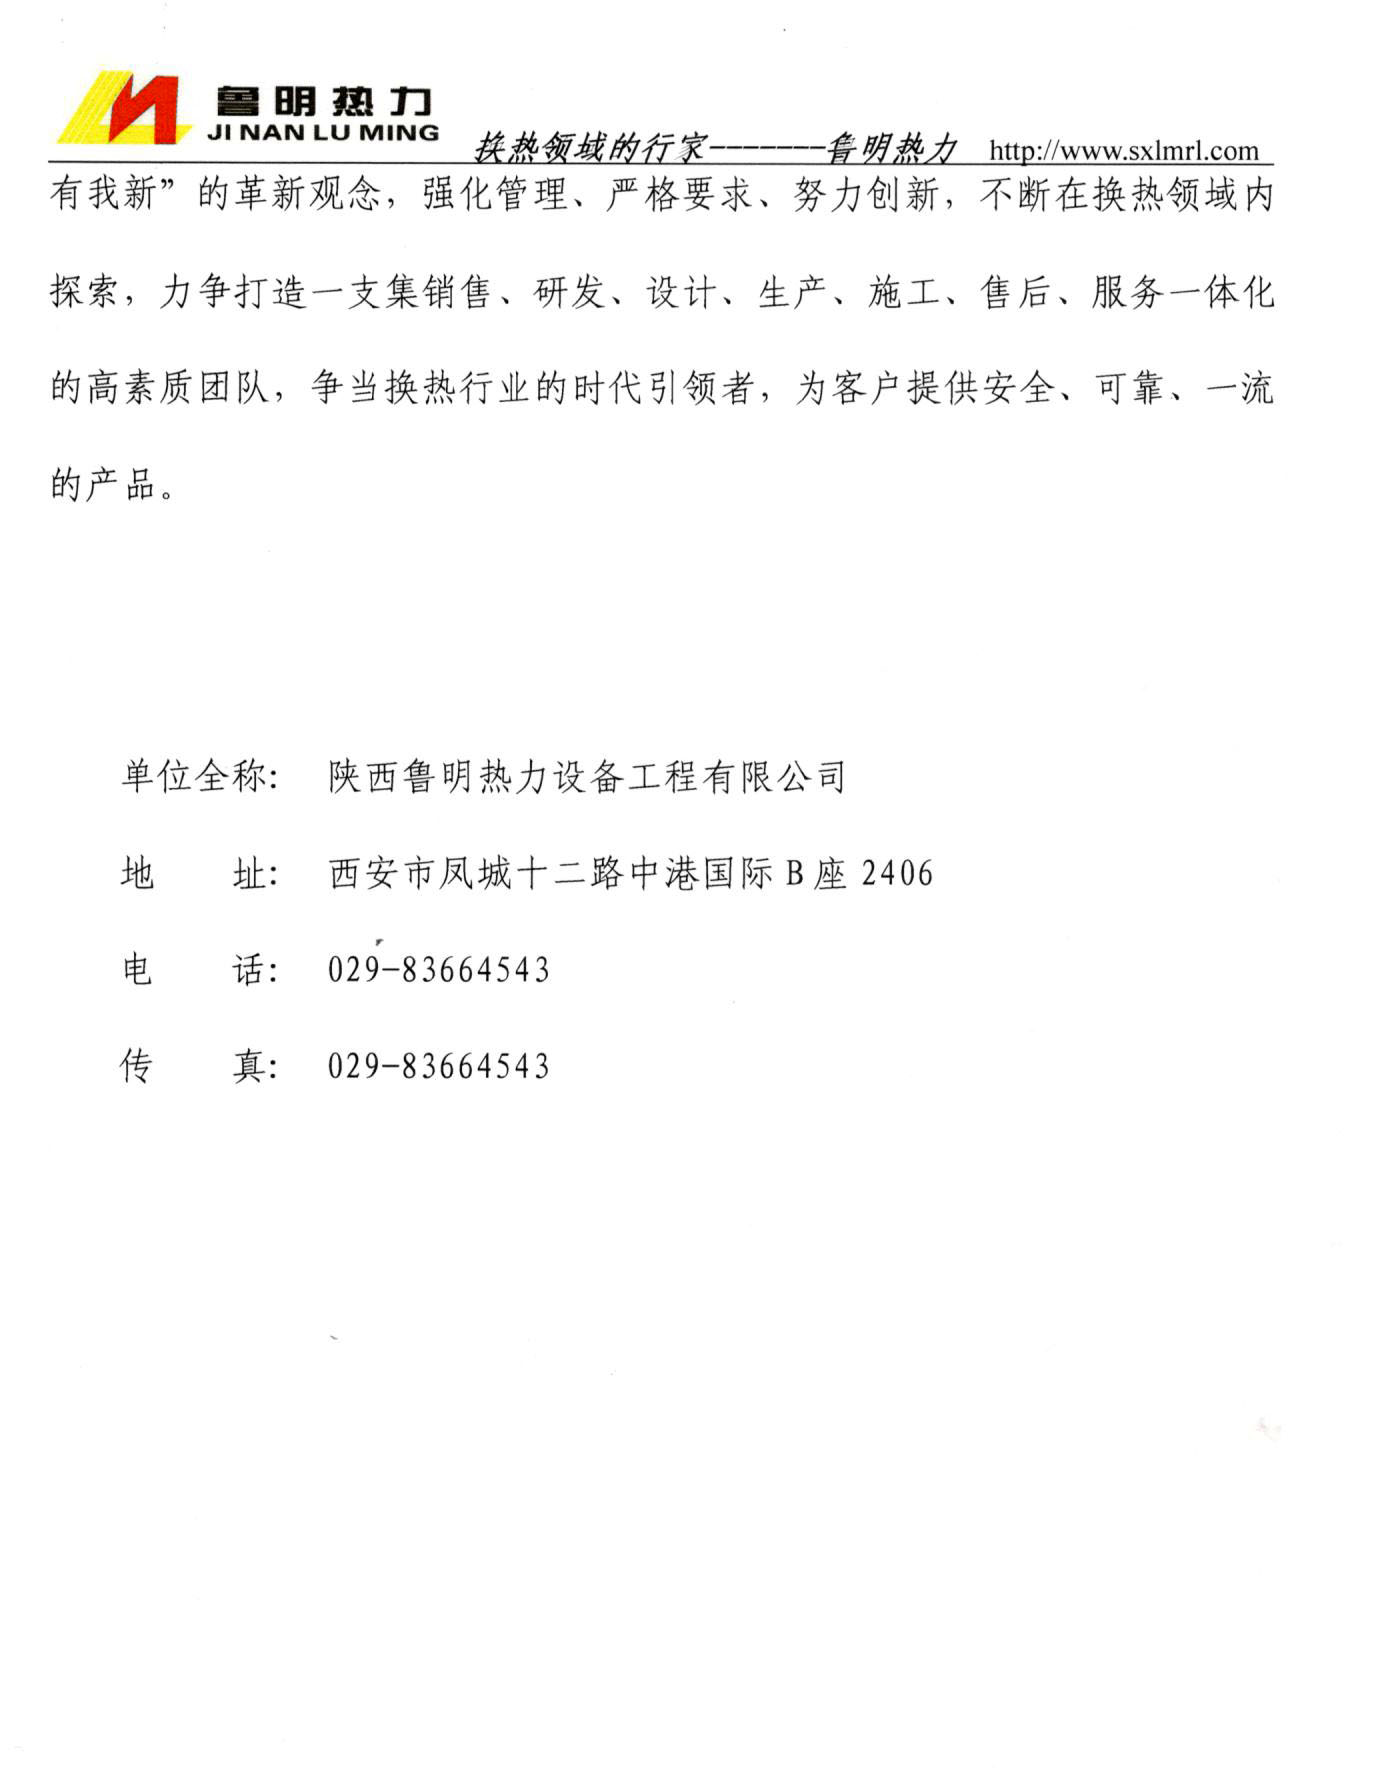 鲁明热力
JI NAN LU MING
换热领域的行家-------鲁明热力 http://www.sxlmrl.com
有我新”的革新观念，强化管理、严格要求、努力创新，不断在换热领域内
探索，力争打造一支集销售、研发、设计、生产、施工、售后、服务一体化
的高素质团队，争当换热行业的时代引领者，为客户提供安全、可靠、一流
的产品。
单位全称： 陕西鲁明热力设备工程有限公司
地 址： 西安市凤城十二路中港国际 B 座 2406
电 话： 029-83664543
传 真： 029-83664543